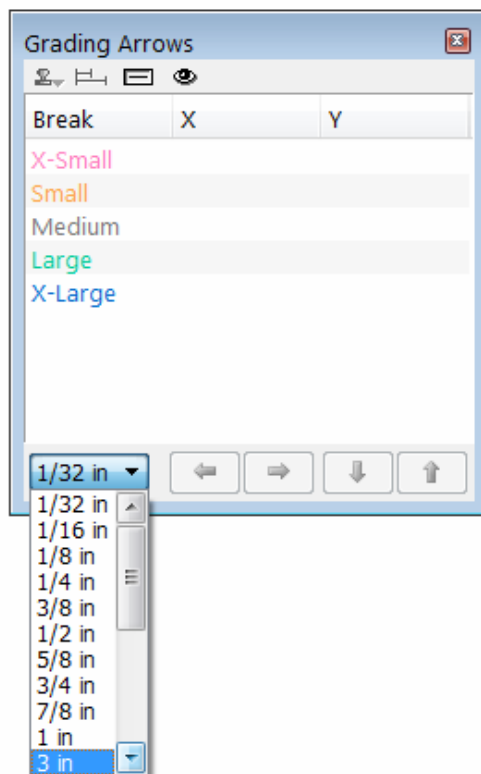 Grading Arrows
Break X Y
X-Small
Small
Medium
Large
X-Large
1/32 in
1/32 in
1/16 in
1/8 in
1/4 in
3/8 in
1/2 in
5/8 in
3/4 in
7/8 in
1 in
3 in